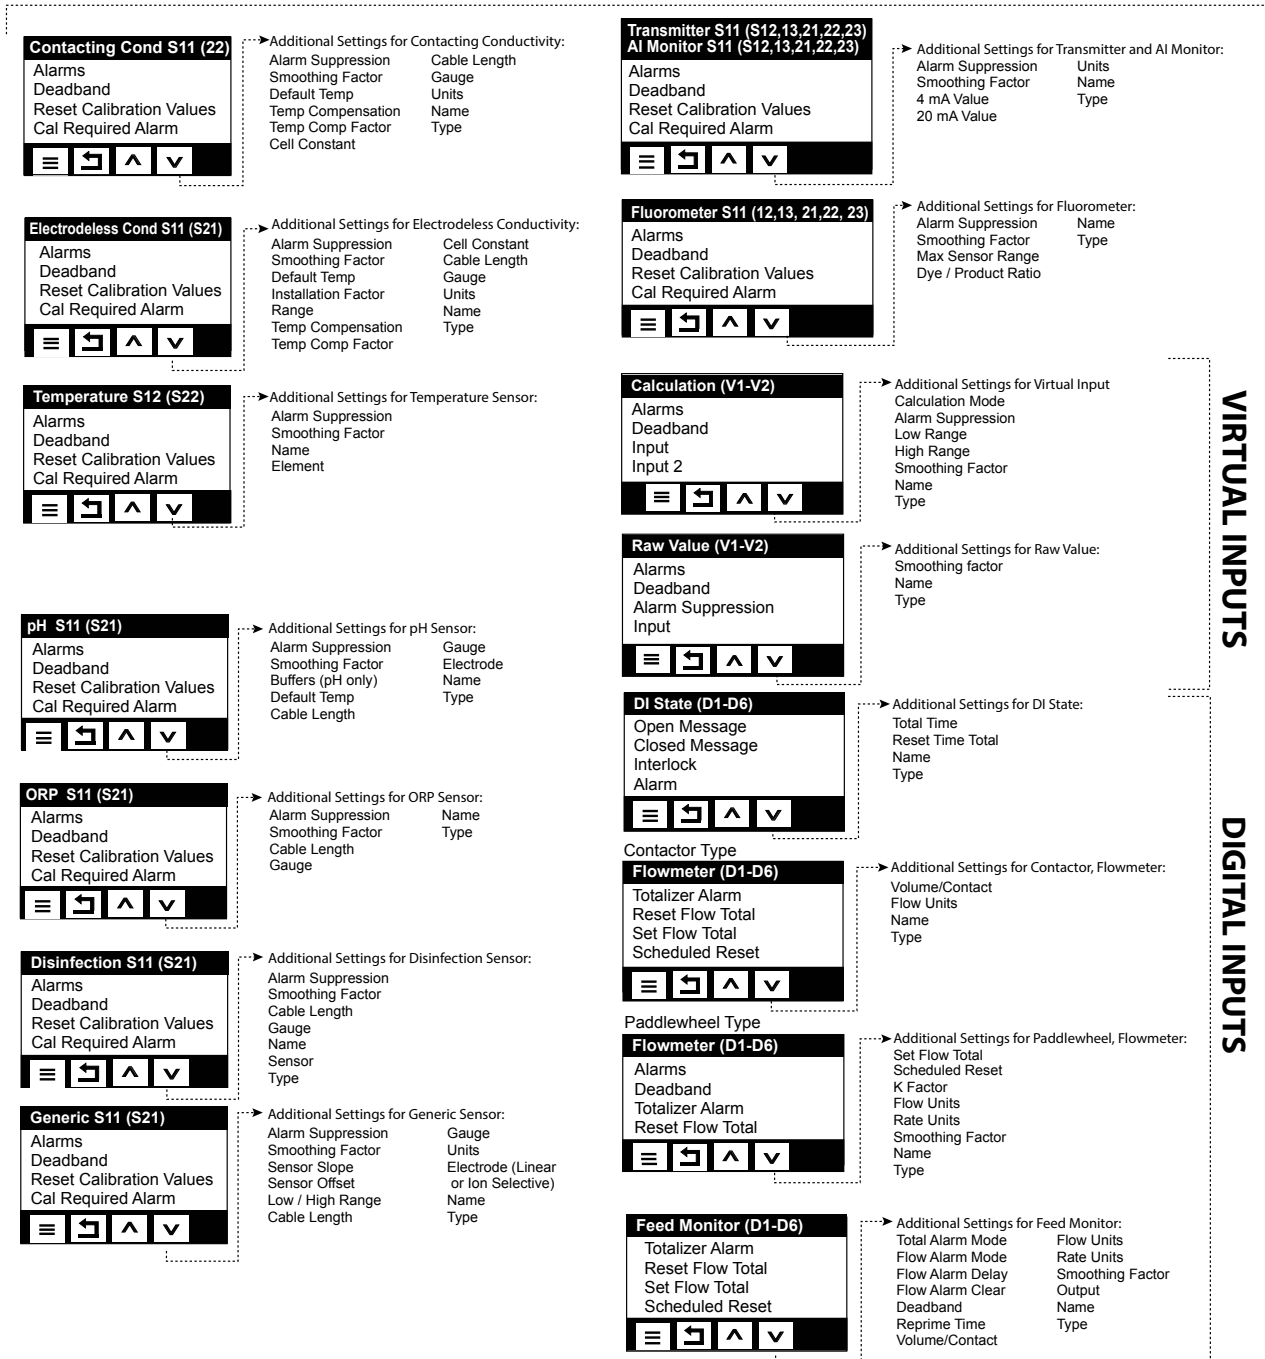 Contacting Cond S11 (22)
Alarms
Deadband
Reset Calibration Values
Cal Required Alarm
Additional Settings for Contacting Conductivity:
Alarm Suppression
Smoothing Factor
Default Temp
Temp Compensation
Temp Comp Factor
Cell Constant
Cable Length
Gauge
Units
Name
Type
Electrodeless Cond S11 (S21)
Alarms
Deadband
Reset Calibration Values
Cal Required Alarm
Additional Settings for Electrodeless Conductivity:
Alarm Suppression
Smoothing Factor
Default Temp
Installation Factor
Range
Temp Compensation
Temp Comp Factor
Cell Constant
Cable Length
Gauge
Units
Name
Type
Temperature S12 (S22)
Alarms
Deadband
Reset Calibration Values
Cal Required Alarm
Additional Settings for Temperature Sensor:
Alarm Suppression
Smoothing Factor
Name
Element
pH S11 (S21)
Alarms
Deadband
Reset Calibration Values
Cal Required Alarm
Additional Settings for pH Sensor:
Alarm Suppression
Smoothing Factor
Buffers (pH only)
Default Temp
Cable Length
Gauge
Electrode
Name
Type
ORP S11 (S21)
Alarms
Deadband
Reset Calibration Values
Cal Required Alarm
Additional Settings for ORP Sensor:
Alarm Suppression
Smoothing Factor
Cable Length
Gauge
Name
Type
Disinfection S11 (S21)
Alarms
Deadband
Reset Calibration Values
Cal Required Alarm
Additional Settings for Disinfection Sensor:
Alarm Suppression
Smoothing Factor
Cable Length
Gauge
Name
Sensor
Type
Generic S11 (S21)
Alarms
Deadband
Reset Calibration Values
Cal Required Alarm
Additional Settings for Generic Sensor:
Alarm Suppression
Smoothing Factor
Sensor Slope
Sensor Offset
Low / High Range
Cable Length
Gauge
Units
Electrode (Linear
or Ion Selective)
Name
Type
Transmitter S11 (S12,13,21,22,23)
AI Monitor S11 (S12,13,21,22,23)
Alarms
Deadband
Reset Calibration Values
Cal Required Alarm
Additional Settings for Transmitter and AI Monitor:
Alarm Suppression
Smoothing Factor
4 mA Value
20 mA Value
Units
Name
Type
Fluorometer S11 (12,13, 21,22, 23)
Alarms
Deadband
Reset Calibration Values
Cal Required Alarm
Additional Settings for Fluorometer:
Alarm Suppression
Smoothing Factor
Max Sensor Range
Dye / Product Ratio
Name
Type
VIRTUAL INPUTS
Calculation (V1-V2)
Alarms
Deadband
Input
Input 2
Additional Settings for Virtual Input
Calculation Mode
Alarm Suppression
Low Range
High Range
Smoothing Factor
Name
Type
Raw Value (V1-V2)
Alarms
Deadband
Alarm Suppression
Input
Additional Settings for Raw Value:
Smoothing factor
Name
Type
DIGITAL INPUTS
DI State (D1-D6)
Open Message
Closed Message
Interlock
Alarm
Additional Settings for DI State:
Total Time
Reset Time Total
Name
Type
Contactor Type
Flowmeter (D1-D6)
Totalizer Alarm
Reset Flow Total
Set Flow Total
Scheduled Reset
Additional Settings for Contactor, Flowmeter:
Volume/Contact
Flow Units
Name
Type
Paddlewheel Type
Flowmeter (D1-D6)
Alarms
Deadband
Totalizer Alarm
Reset Flow Total
Additional Settings for Paddlewheel, Flowmeter:
Set Flow Total
Scheduled Reset
K Factor
Flow Units
Rate Units
Smoothing Factor
Name
Type
Feed Monitor (D1-D6)
Totalizer Alarm
Reset Flow Total
Set Flow Total
Scheduled Reset
Additional Settings for Feed Monitor:
Total Alarm Mode
Flow Alarm Mode
Flow Alarm Delay
Flow Alarm Clear
Deadband
Reprime Time
Volume/Contact
Flow Units
Rate Units
Smoothing Factor
Output
Name
Type